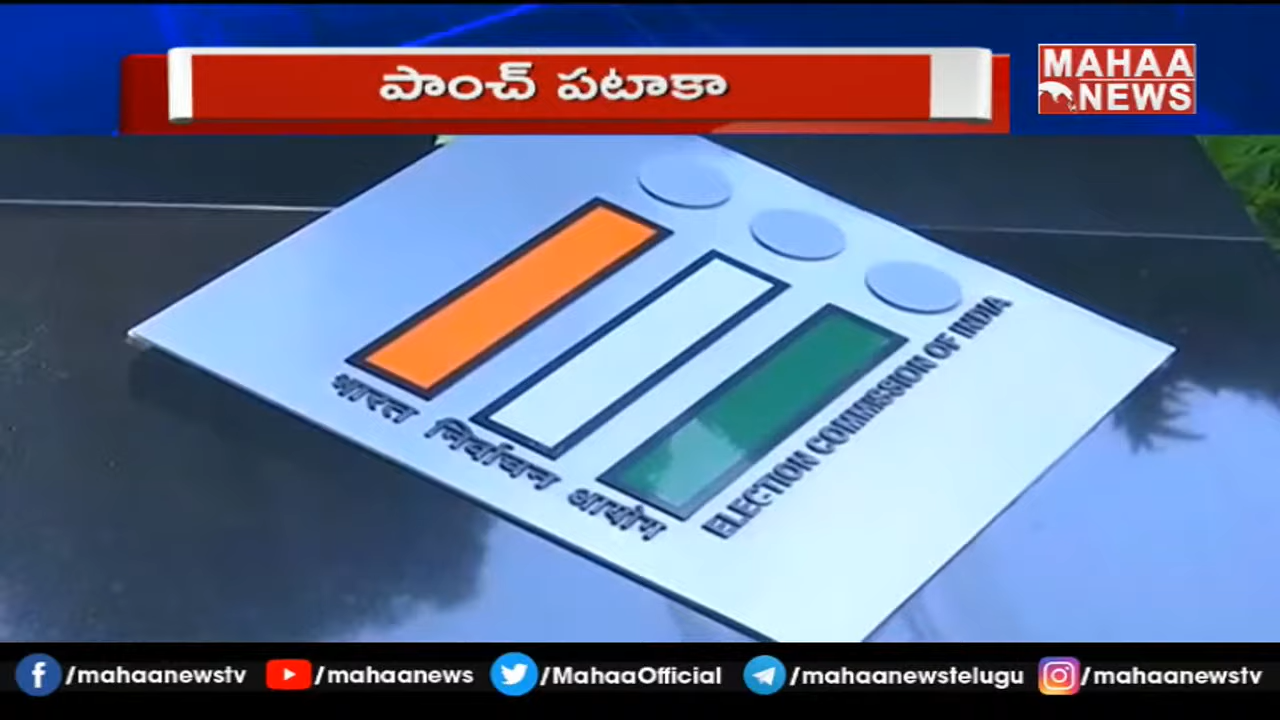 పాంచ్ పటాకా
MAHAA
NEWS
भारत निर्वाचन आयोग
ELECTION COMMISSION OF INDIA
/mahaanewstv
/mahaanews
/MahaaOfficial
/mahaanewstelugu
/mahaanewstv